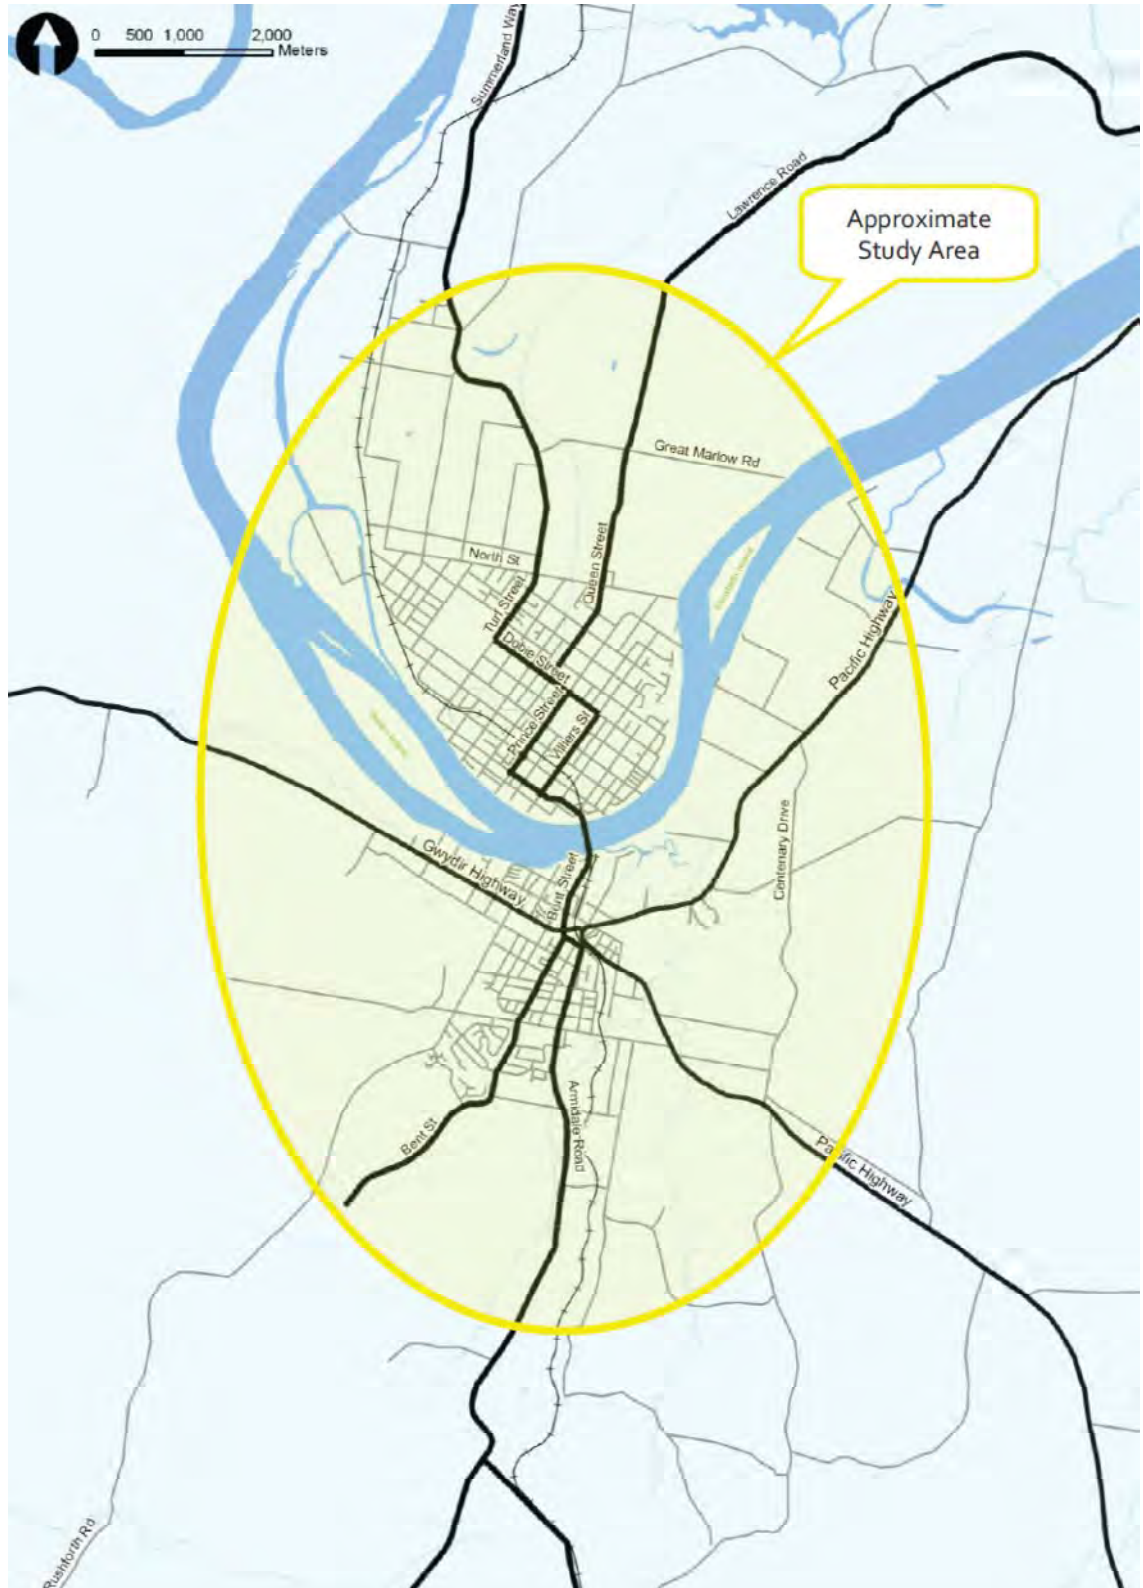 0 500 1,000 2,000
Meters
Summerland Way
Lawrence Road
Approximate
Study Area
Great Marlow Rd
North St
Queen Street
Turf Street
Dobie Street
Prince Street
Villiers St
Pacific Highway
Centenary Drive
Gwydir Highway
Bent Street
Armidale Road
Bent St
Pacific Highway
Rushforth Rd